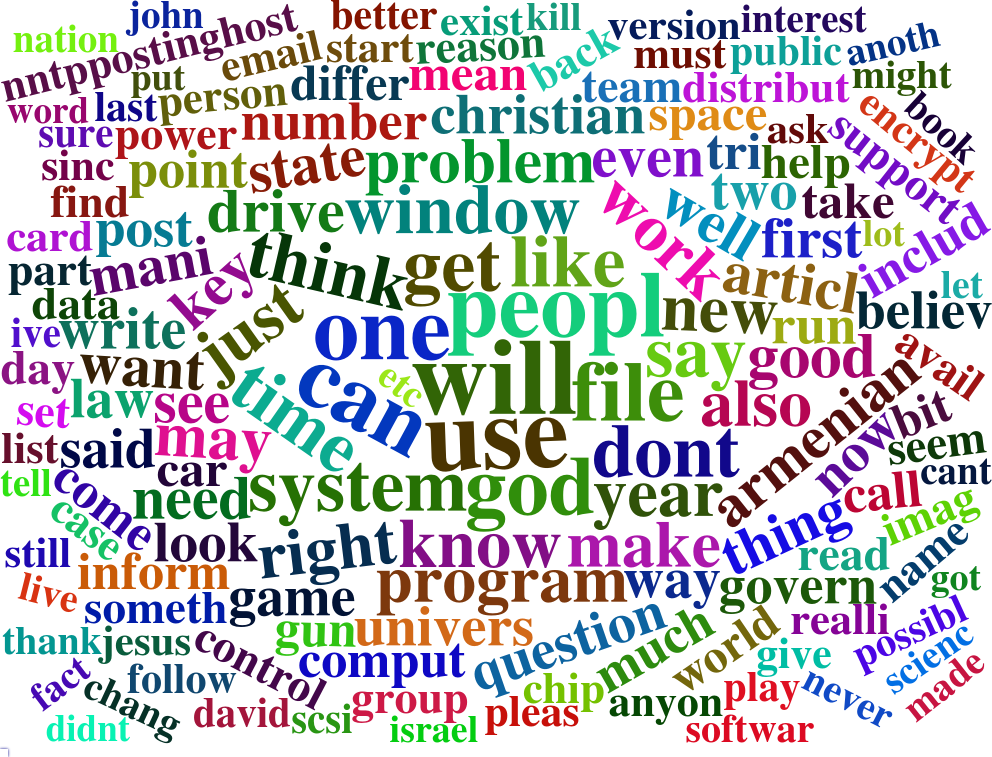 john better exist kill version interest
nation nntppostinghost email start reason back must public anoth
put person differ mean team distribut might
word last number christian space ask encrypt book
sure power state problem even tri help support
sinc point two take
find drive window work well first lot includ
card post think get like articl let
part mani key
data just one peopl new run believ
ive write
day want time can etc will file say good avail
set law see use also armenian now bit
list said may dont seem
tell car cant
come need system god year call imag
case
still look right know make thing read name
live inform program way govern got
someth game
thank jesus control gun univers question much world realli possibl
comput give scienc
fact chang follow group chip anyon play never made
david scsi pleas
didnt israel softwar
'd